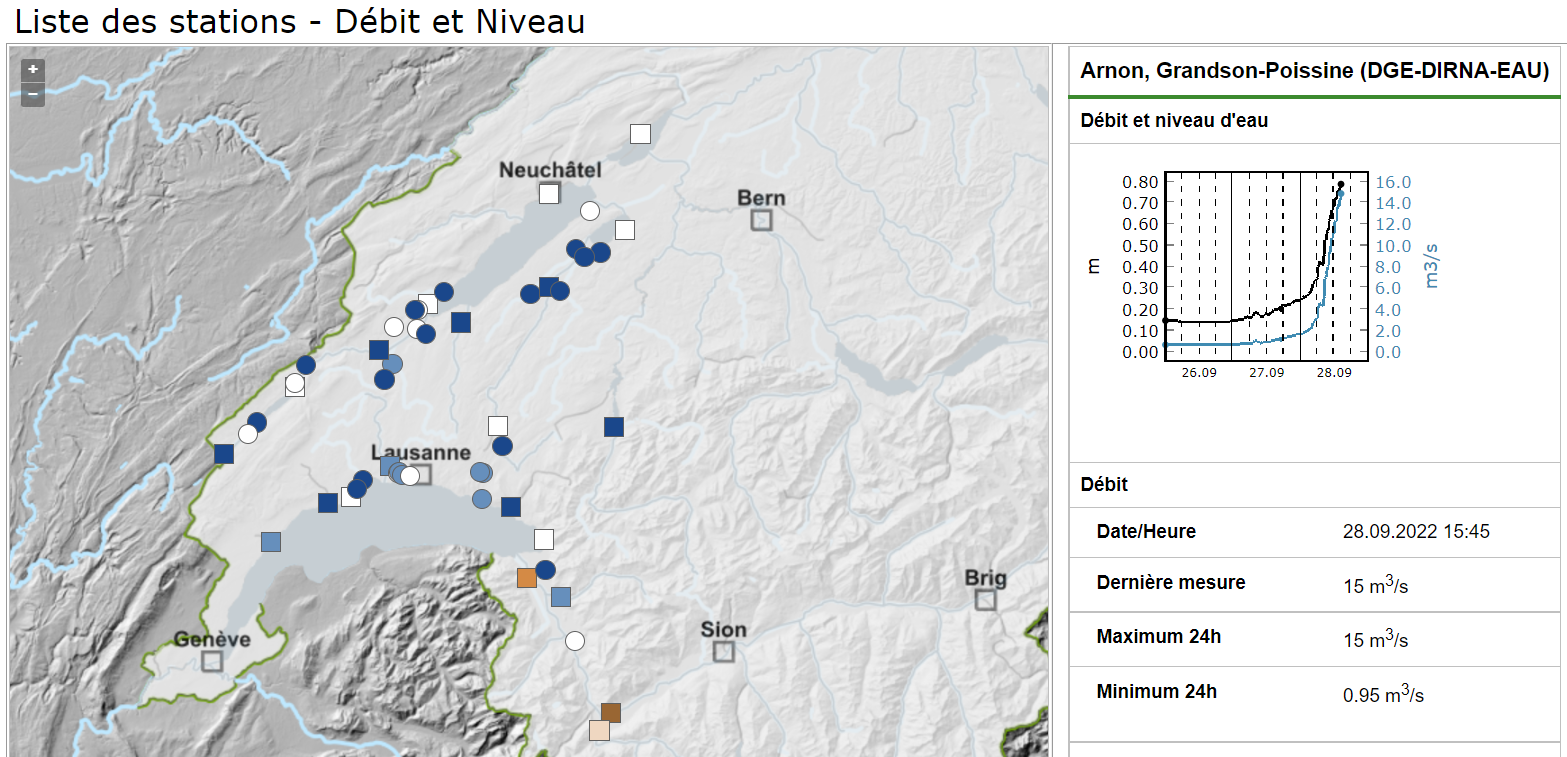 Liste des stations - Débit et Niveau
+
−
Neuchâtel
Bern
Lausanne
Brig
Sion
Genève
Arnon, Grandson-Poissine (DGE-DIRNA-EAU)
Débit et niveau d'eau
0.80
0.70
0.60
0.50
0.40
0.30
0.20
0.10
0.00
m
16.0
14.0
12.0
10.0
8.0
6.0
4.0
2.0
0.0
m3/s
26.09 27.09 28.09
Débit
Date/Heure 28.09.2022 15:45
Dernière mesure 15 m³/s
Maximum 24h 15 m³/s
Minimum 24h 0.95 m³/s